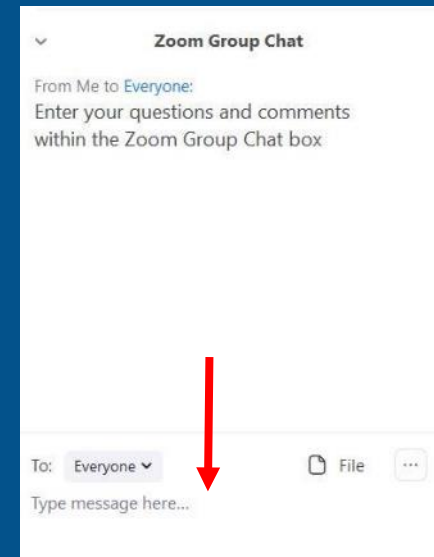 Zoom Group Chat
From Me to Everyone:
Enter your questions and comments
within the Zoom Group Chat box
To: Everyone File ...
Type message here...